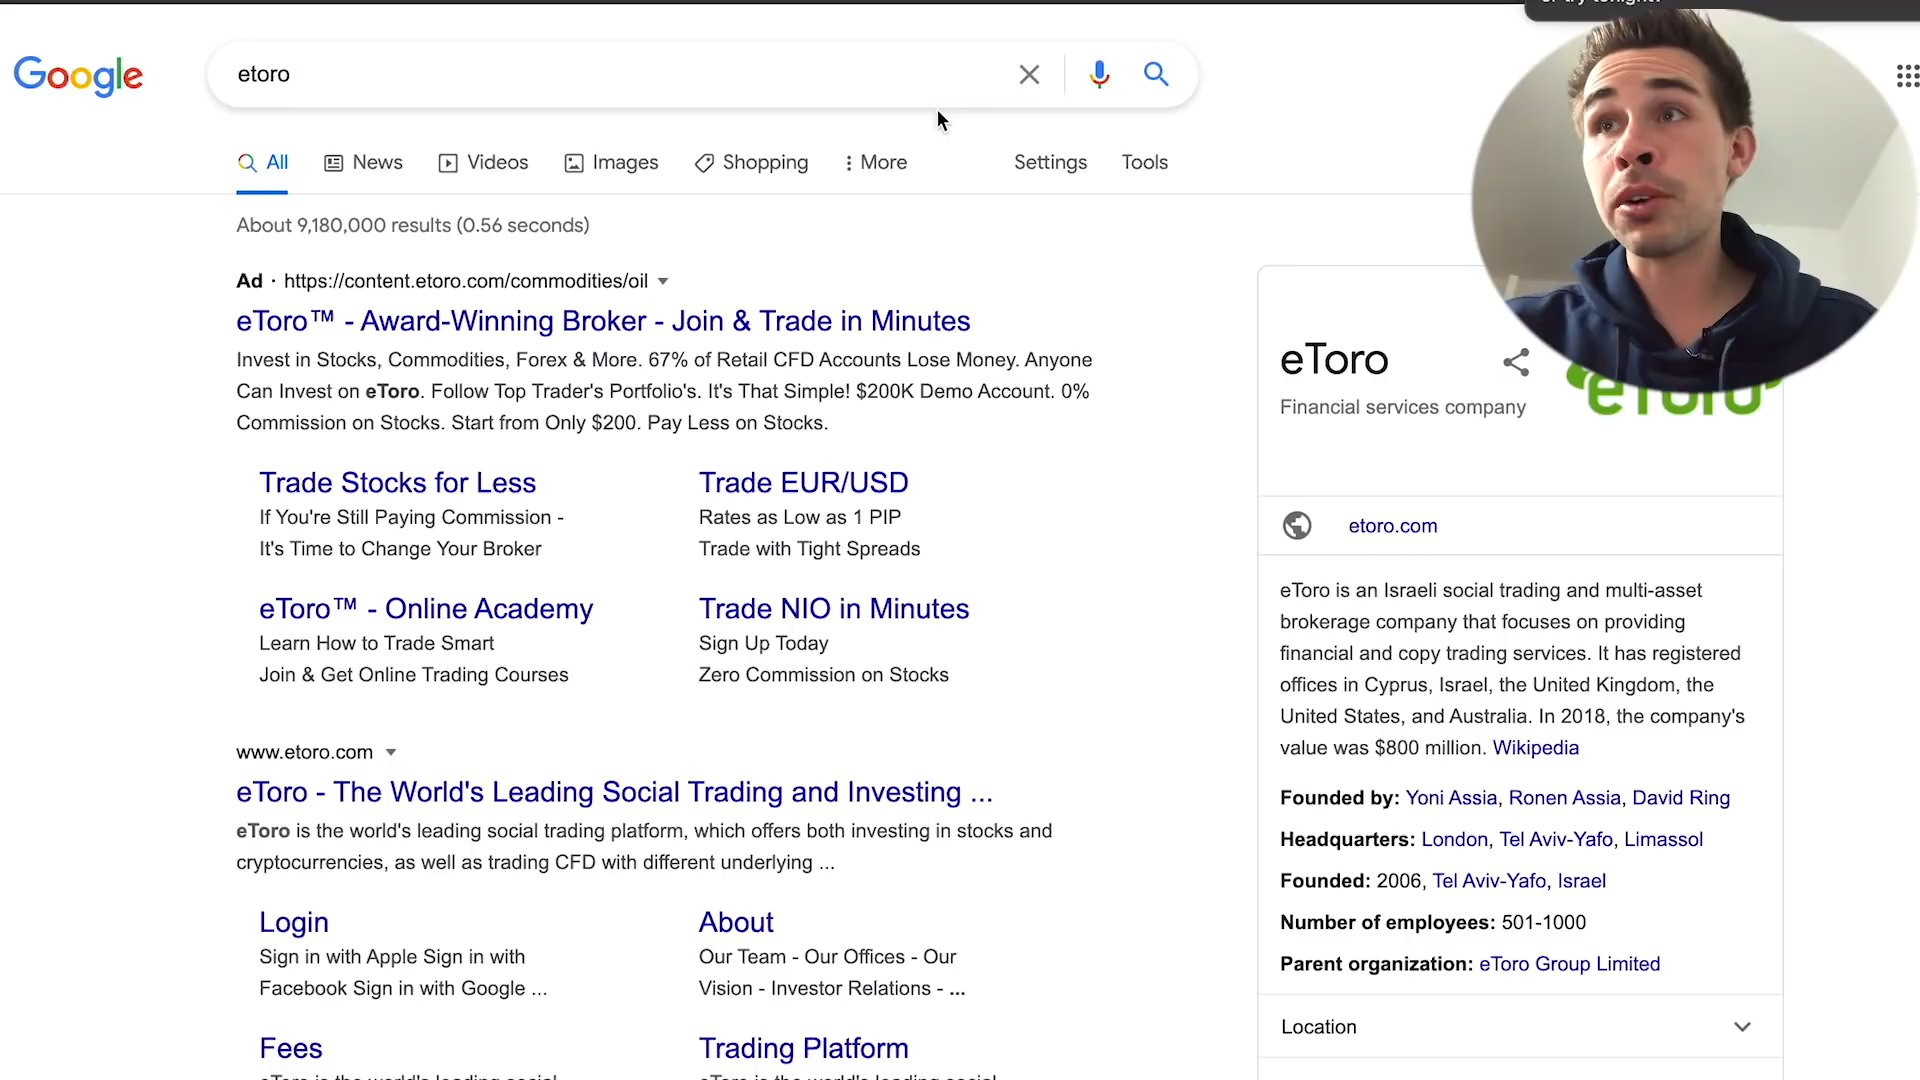 Google
etoro
All
News
Videos
Images
Shopping
More
Settings
Tools
About 9,180,000 results (0.56 seconds)
Ad · https://content.etoro.com/commodities/oil
eToro™ - Award-Winning Broker - Join & Trade in Minutes
Invest in Stocks, Commodities, Forex & More. 67% of Retail CFD Accounts Lose Money. Anyone
Can Invest on eToro. Follow Top Trader's Portfolio's. It's That Simple! $200K Demo Account. 0%
Commission on Stocks. Start from Only $200. Pay Less on Stocks.
Trade Stocks for Less
If You're Still Paying Commission -
It's Time to Change Your Broker
Trade EUR/USD
Rates as Low as 1 PIP
Trade with Tight Spreads
eToro™ - Online Academy
Learn How to Trade Smart
Join & Get Online Trading Courses
Trade NIO in Minutes
Sign Up Today
Zero Commission on Stocks
www.etoro.com
eToro - The World's Leading Social Trading and Investing ...
eToro is the world's leading social trading platform, which offers both investing in stocks and
cryptocurrencies, as well as trading CFD with different underlying ...
Login
Sign in with Apple Sign in with
Facebook Sign in with Google ...
About
Our Team - Our Offices - Our
Vision - Investor Relations - ...
Fees
Trading Platform
eToro
Financial services company
eToro
etoro.com
eToro is an Israeli social trading and multi-asset
brokerage company that focuses on providing
financial and copy trading services. It has registered
offices in Cyprus, Israel, the United Kingdom, the
United States, and Australia. In 2018, the company's
value was $800 million. Wikipedia
Founded by: Yoni Assia, Ronen Assia, David Ring
Headquarters: London, Tel Aviv-Yafo, Limassol
Founded: 2006, Tel Aviv-Yafo, Israel
Number of employees: 501-1000
Parent organization: eToro Group Limited
Location